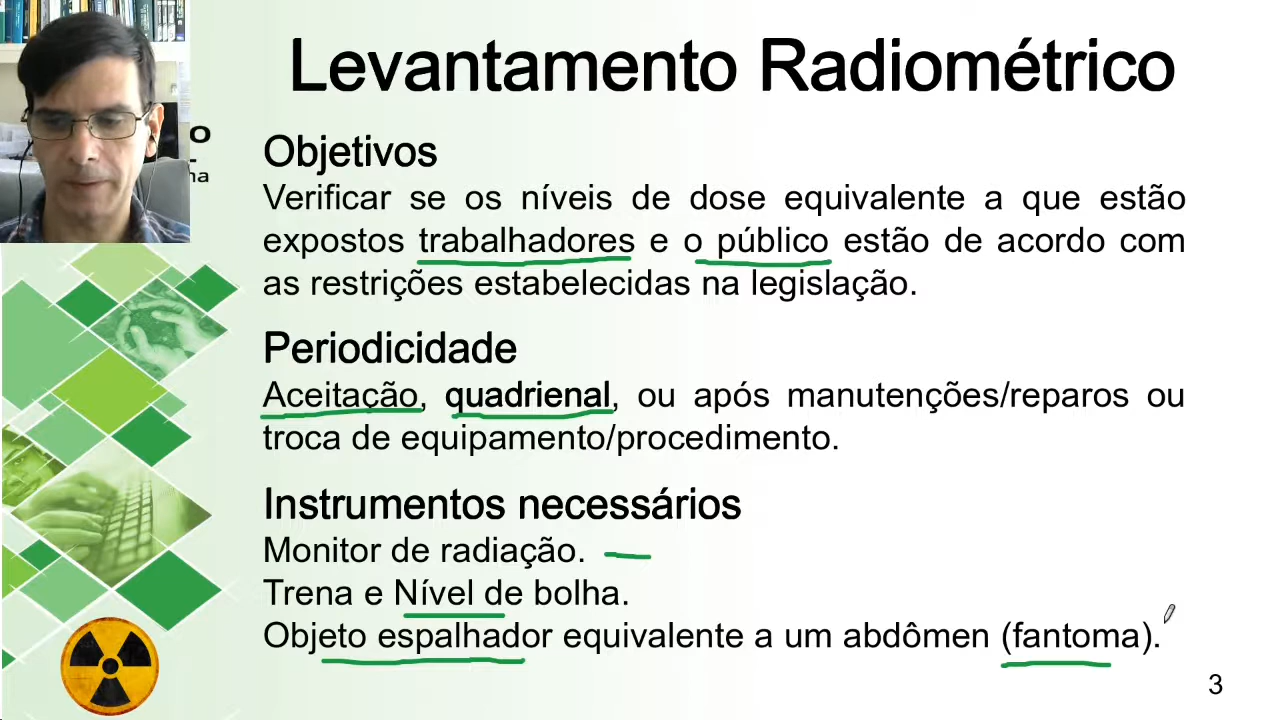 Levantamento Radiométrico
Objetivos
Verificar se os níveis de dose equivalente a que estão
expostos trabalhadores e o público estão de acordo com
as restrições estabelecidas na legislação.
Periodicidade
Aceitação, quadrienal, ou após manutenções/reparos ou
troca de equipamento/procedimento.
Instrumentos necessários
Monitor de radiação.
Trena e Nível de bolha.
Objeto espalhador equivalente a um abdômen (fantoma).
3